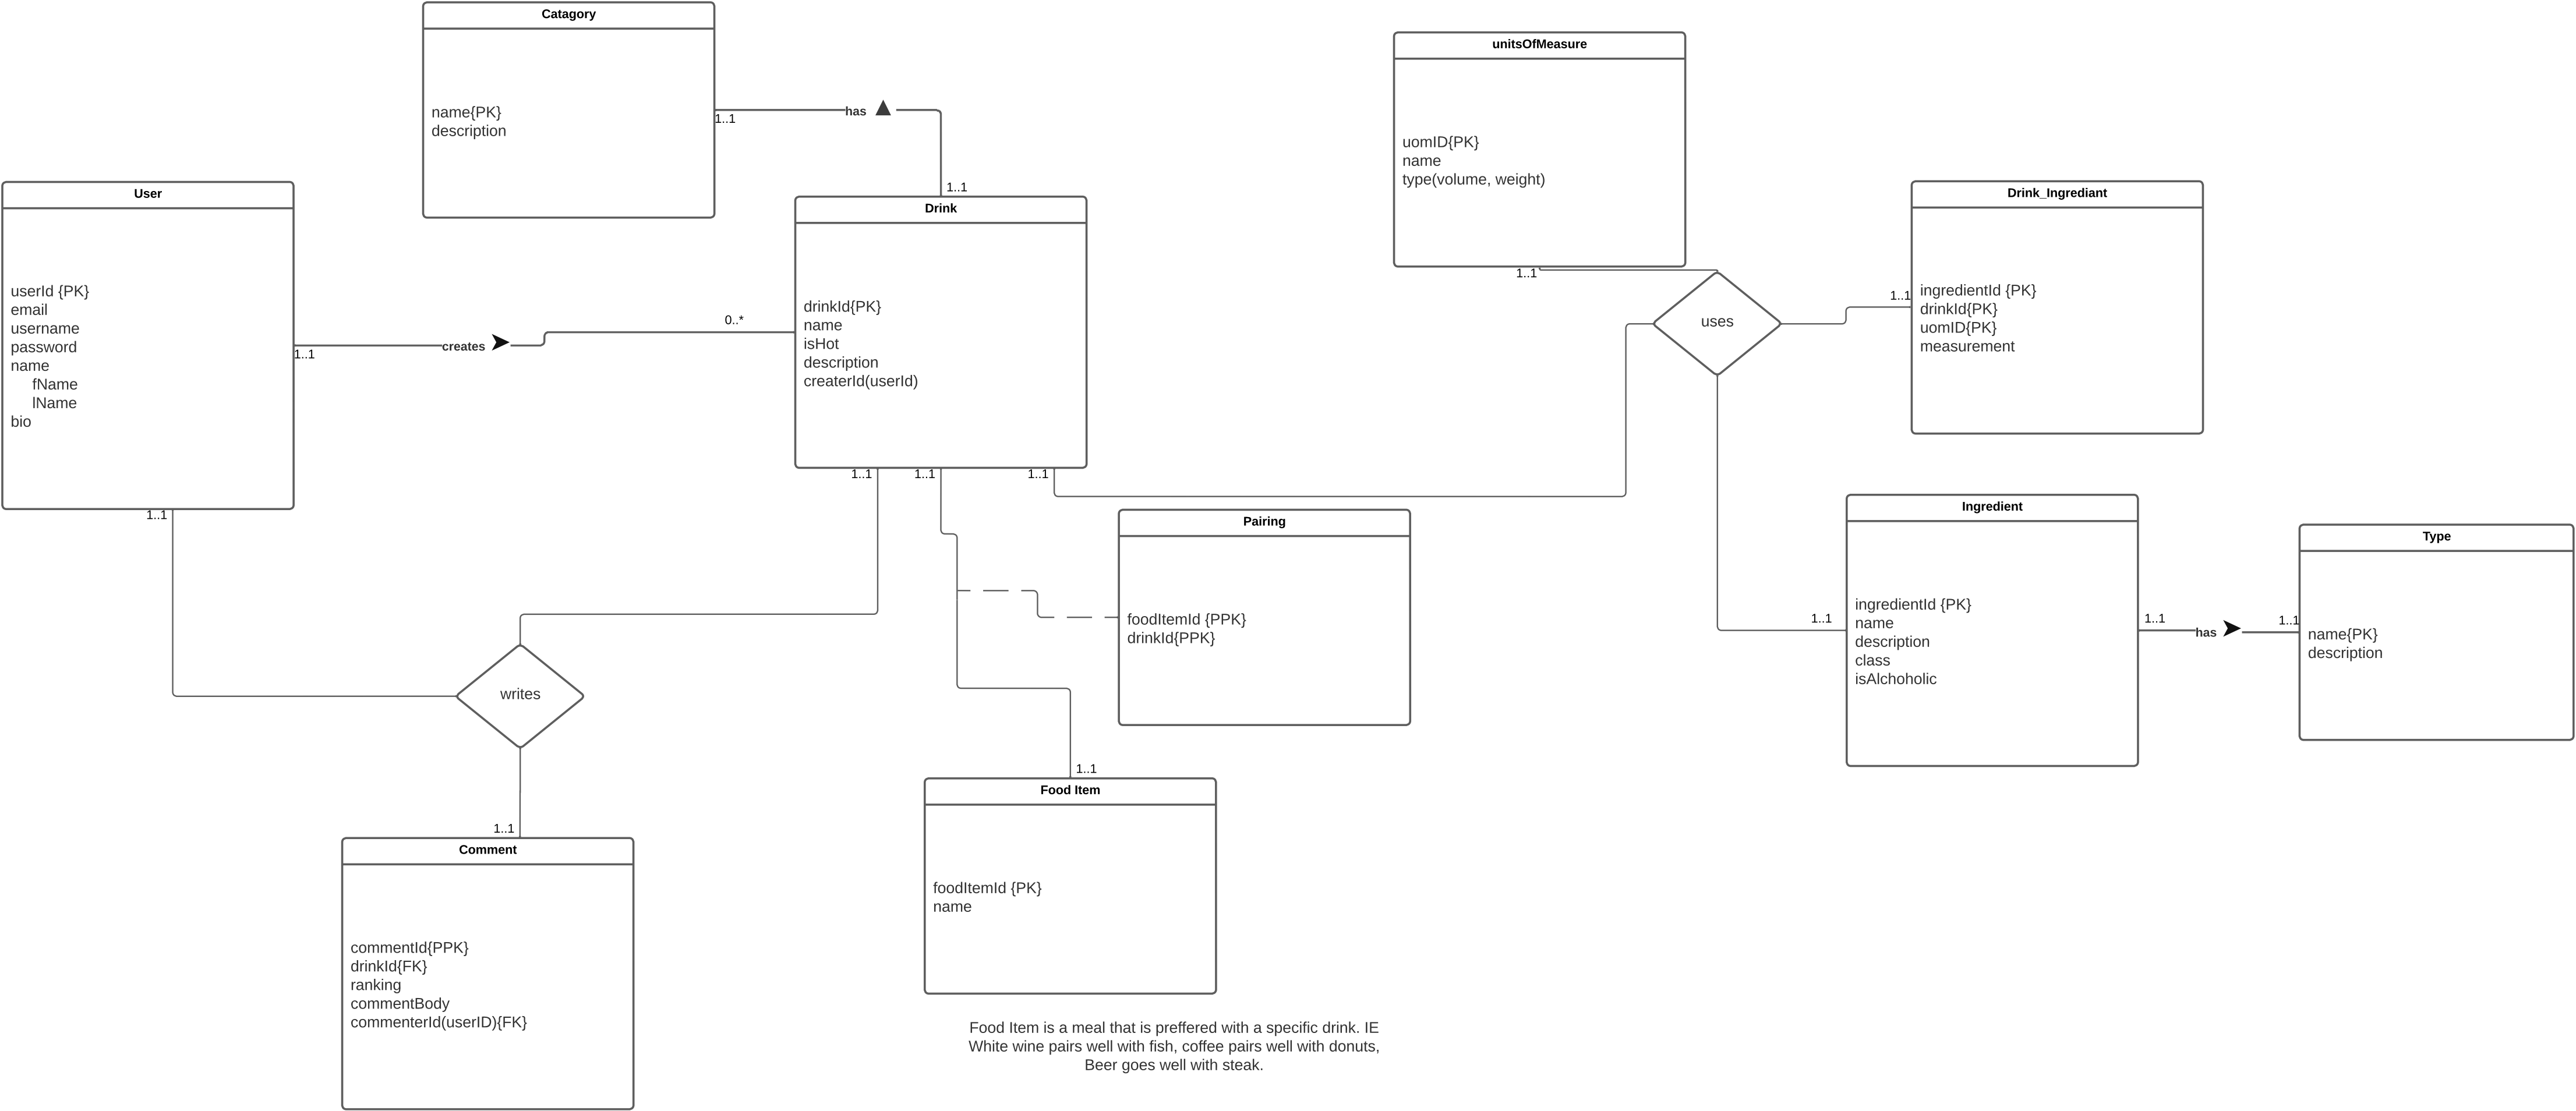 Catagory
name{PK}
description
1..1
has
1..1
unitsOfMeasure
uomID{PK}
name
type(volume, weight)
1..1
User
userId {PK}
email
username
password
name
fName
lName
bio
1..1
creates
0..*
1..1
Drink
drinkId{PK}
name
isHot
description
createrId(userId)
1..1
1..1
1..1
uses
1..1
Drink_Ingrediant
ingredientId {PK}
drinkId{PK}
uomID{PK}
measurement
Pairing
foodItemId {PPK}
drinkId{PPK}
1..1
Ingredient
ingredientId {PK}
name
description
class
isAlchoholic
1..1
has
1..1
Type
name{PK}
description
writes
1..1
Comment
commentId{PPK}
drinkId{FK}
ranking
commentBody
commenterId(userID){FK}
1..1
Food Item
foodItemId {PK}
name
Food Item is a meal that is preffered with a specific drink. IE
White wine pairs well with fish, coffee pairs well with donuts,
Beer goes well with steak.